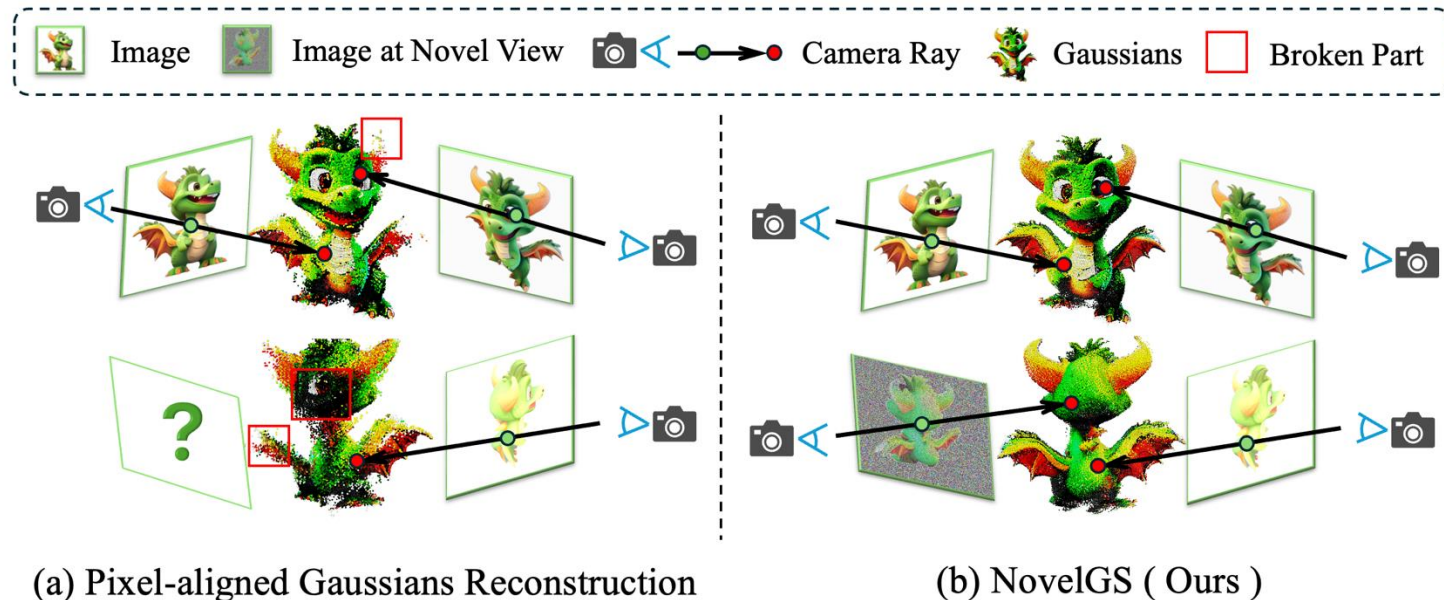 Image Image at Novel View Camera Ray Gaussians Broken Part
?
(a) Pixel-aligned Gaussians Reconstruction
(b) NovelGS ( Ours )